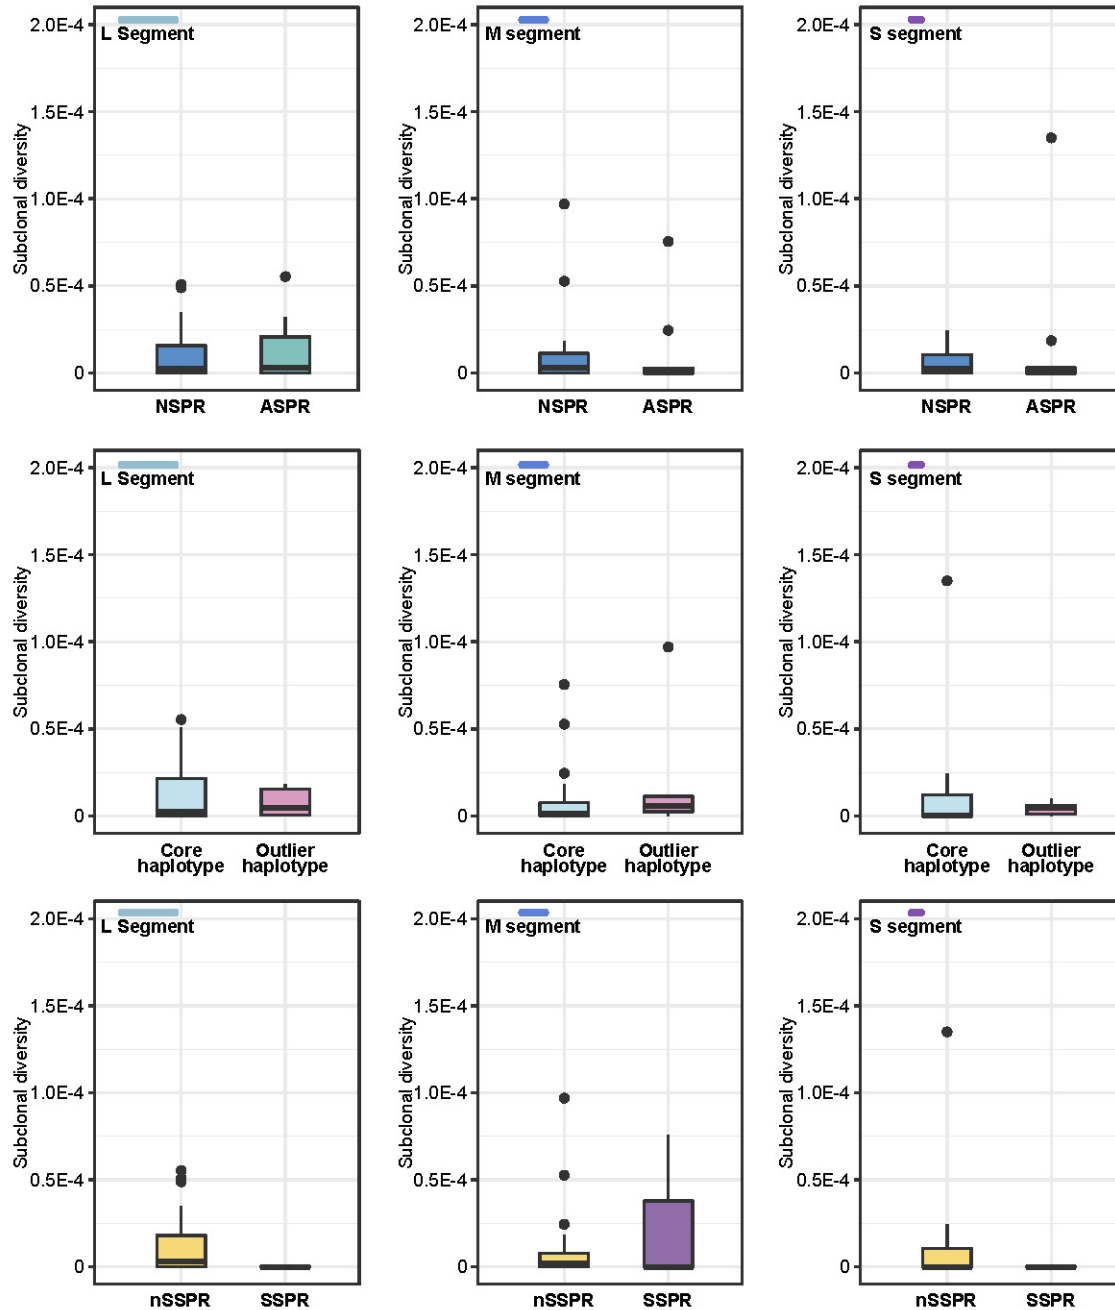 2.0E-4
L Segment
1.5E-4
1.0E-4
0.5E-4
0
Subclonal diversity
NSPR ASPR
2.0E-4
M segment
1.5E-4
1.0E-4
0.5E-4
0
Subclonal diversity
NSPR ASPR
2.0E-4
S segment
1.5E-4
1.0E-4
0.5E-4
0
Subclonal diversity
NSPR ASPR
2.0E-4
L Segment
1.5E-4
1.0E-4
0.5E-4
0
Subclonal diversity
Core Outlier
haplotype haplotype
2.0E-4
M segment
1.5E-4
1.0E-4
0.5E-4
0
Subclonal diversity
Core Outlier
haplotype haplotype
2.0E-4
S segment
1.5E-4
1.0E-4
0.5E-4
0
Subclonal diversity
Core Outlier
haplotype haplotype
2.0E-4
L Segment
1.5E-4
1.0E-4
0.5E-4
0
Subclonal diversity
nSSPR SSPR
2.0E-4
M segment
1.5E-4
1.0E-4
0.5E-4
0
Subclonal diversity
nSSPR SSPR
2.0E-4
S segment
1.5E-4
1.0E-4
0.5E-4
0
Subclonal diversity
nSSPR SSPR